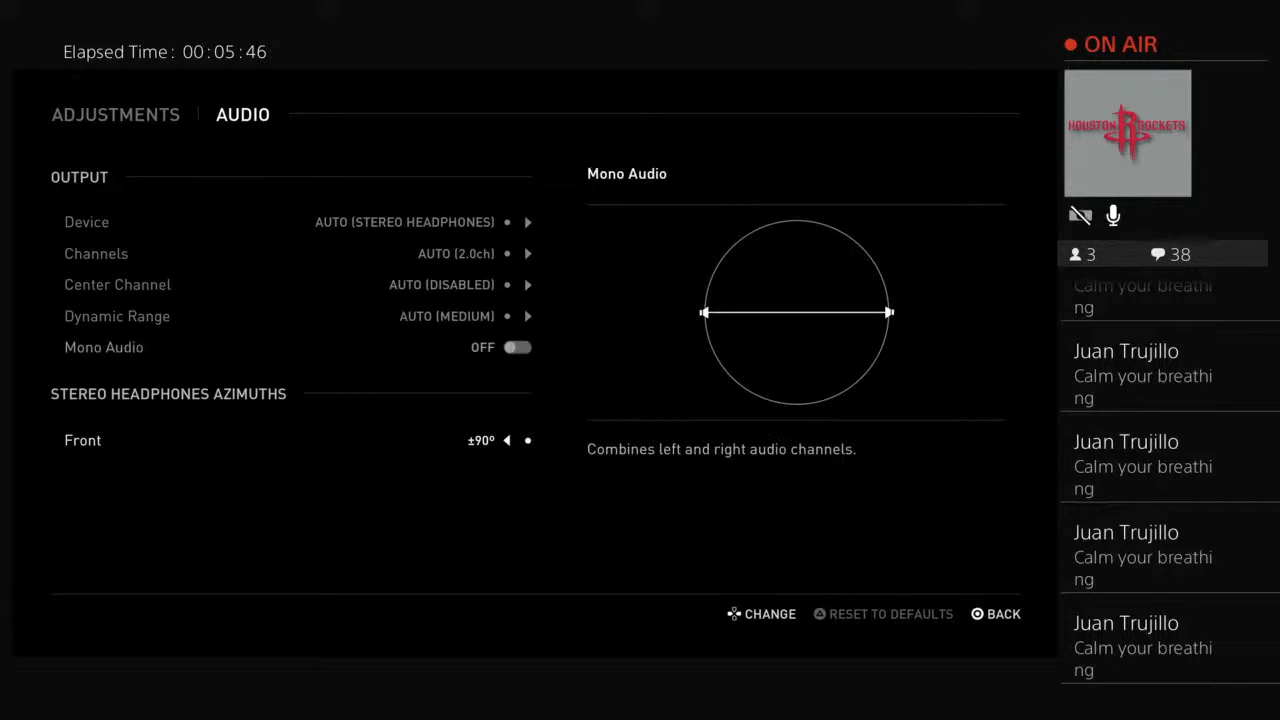 Elapsed Time: 00:05:46
ADJUSTMENTS AUDIO
OUTPUT
Device AUTO (STEREO HEADPHONES)
Channels AUTO (2.0ch)
Center Channel AUTO (DISABLED)
Dynamic Range AUTO (MEDIUM)
Mono Audio OFF
STEREO HEADPHONES AZIMUTHS
Front ±90º
Mono Audio
Combines left and right audio channels.
CHANGE RESET TO DEFAULTS BACK
ON AIR
HOUSTON R ROCKETS
3 38
Calm your breathi
ng
Juan Trujillo
Calm your breathi
ng
Juan Trujillo
Calm your breathi
ng
Juan Trujillo
Calm your breathi
ng
Juan Trujillo
Calm your breathi
ng